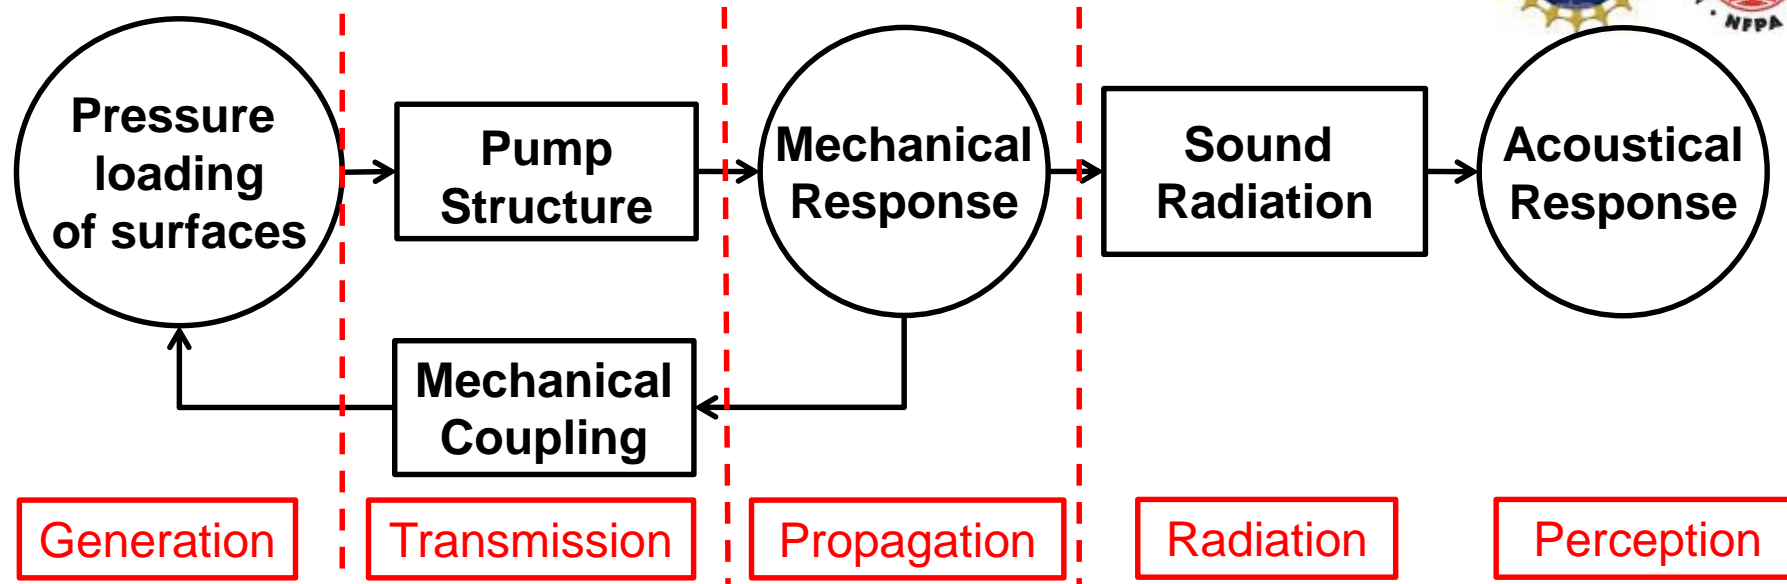 NFPA
Pressure
loading
of surfaces
Pump
Structure
Mechanical
Response
Sound
Radiation
Acoustical
Response
Mechanical
Coupling
Generation
Transmission
Propagation
Radiation
Perception